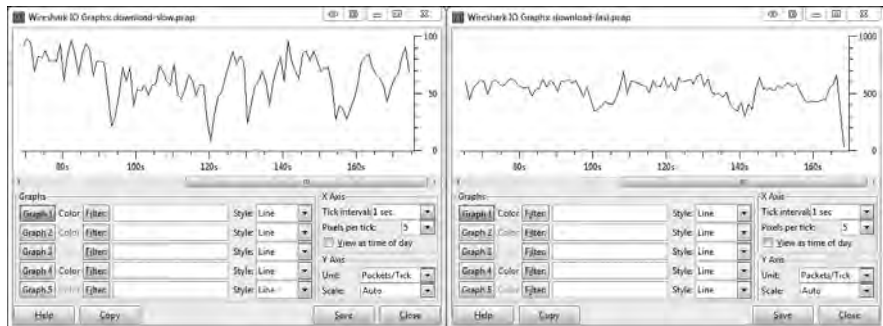 Wireshark IO Graphs: download-slow.pcap
100
50
0
80s 100s 120s 140s 160s
Graphs
Graph 1 Color Filter: Style: Line
Graph 2 Color Filter: Style: Line
Graph 3 Filter: Style: Line
Graph 4 Color Filter: Style: Line
Graph 5 Color Filter: Style: Line
X Axis
Tick interval: 1 sec
Pixels per tick: 5
View as time of day
Y Axis
Unit: Packets/Tick
Scale: Auto
Help Copy Save Close
Wireshark IO Graphs: download-fast.pcap
1000
500
0
80s 100s 120s 140s 160s
Graphs
Graph 1 Color Filter: Style: Line
Graph 2 Color Filter: Style: Line
Graph 3 Filter: Style: Line
Graph 4 Color Filter: Style: Line
Graph 5 Color Filter: Style: Line
X Axis
Tick interval: 1 sec
Pixels per tick: 5
View as time of day
Y Axis
Unit: Packets/Tick
Scale: Auto
Help Copy Save Close